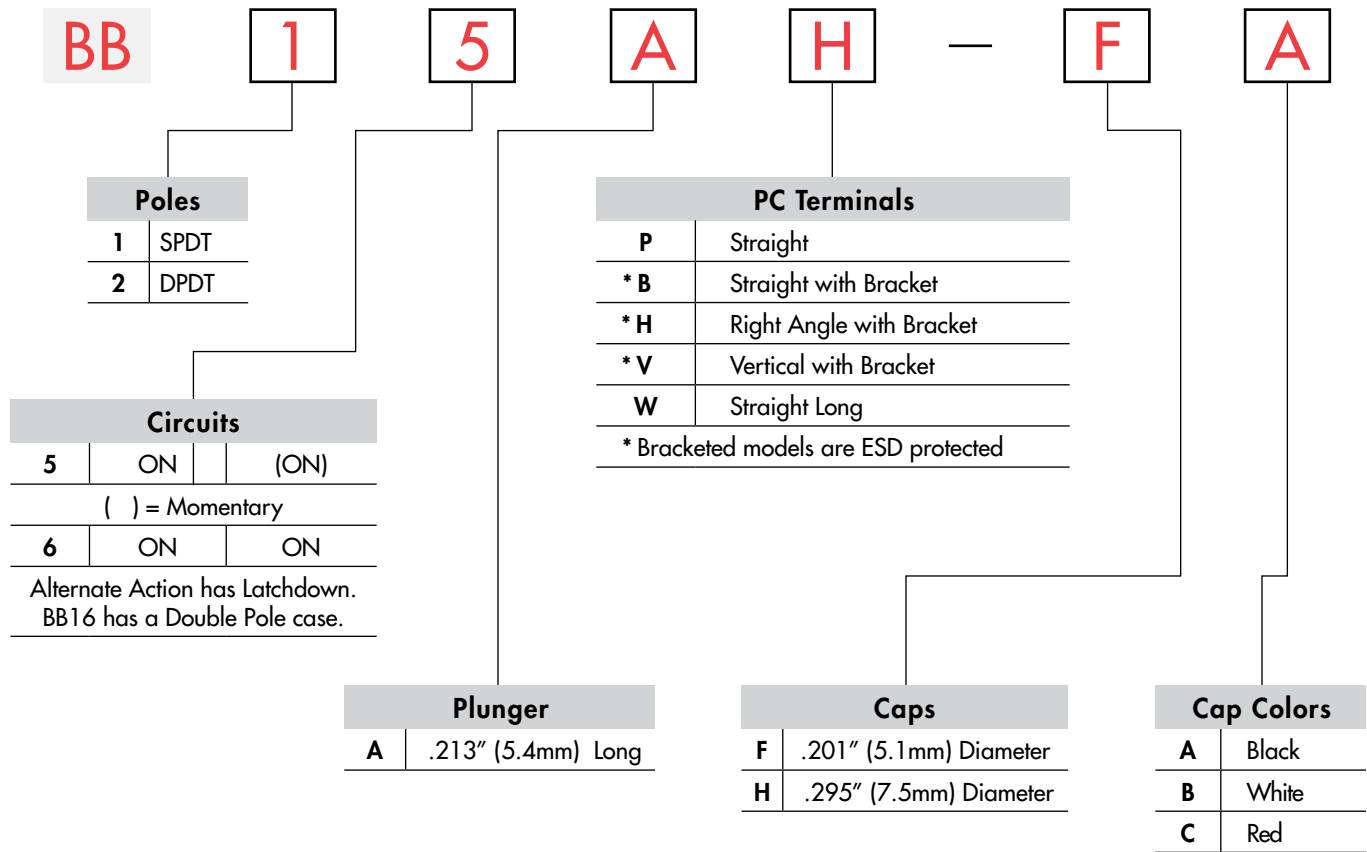 BB 1 5 A H — F A
Poles
1 SPDT
2 DPDT
PC Terminals
P Straight
* B Straight with Bracket
* H Right Angle with Bracket
* V Vertical with Bracket
W Straight Long
* Bracketed models are ESD protected
Circuits
5 ON (ON)
( ) = Momentary
6 ON ON
Alternate Action has Latchdown.
BB16 has a Double Pole case.
Plunger
A .213″ (5.4mm) Long
Caps
F .201″ (5.1mm) Diameter
H .295″ (7.5mm) Diameter
Cap Colors
A Black
B White
C Red